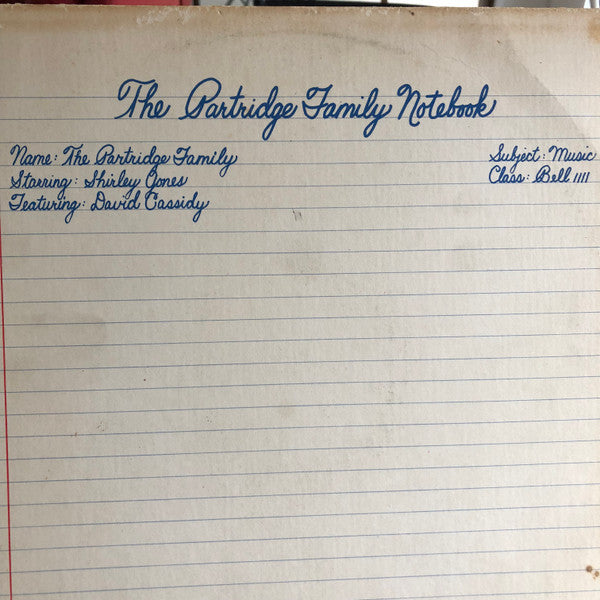 The Partridge Family Notebook
Name: The Partridge Family
Subject: Music
Starring: Shirley Jones
Class: Bell 1111
Featuring: David Cassidy